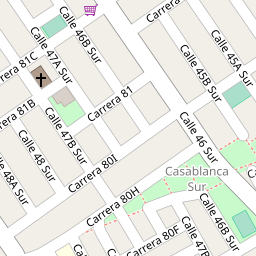 Calle 46B Sur
Calle 47A Sur
Carrera 81C
Calle 45A Sur
Calle 45B Sur
Carrera 81
Carrera 81B
Calle 47B Sur
Calle 46 Sur
Calle 48 Sur
Carrera 80I
Casablanca
Sur
Calle 48A Sur
Carrera 80H
Calle 46B Sur
Carrera 80F
Calle 47B